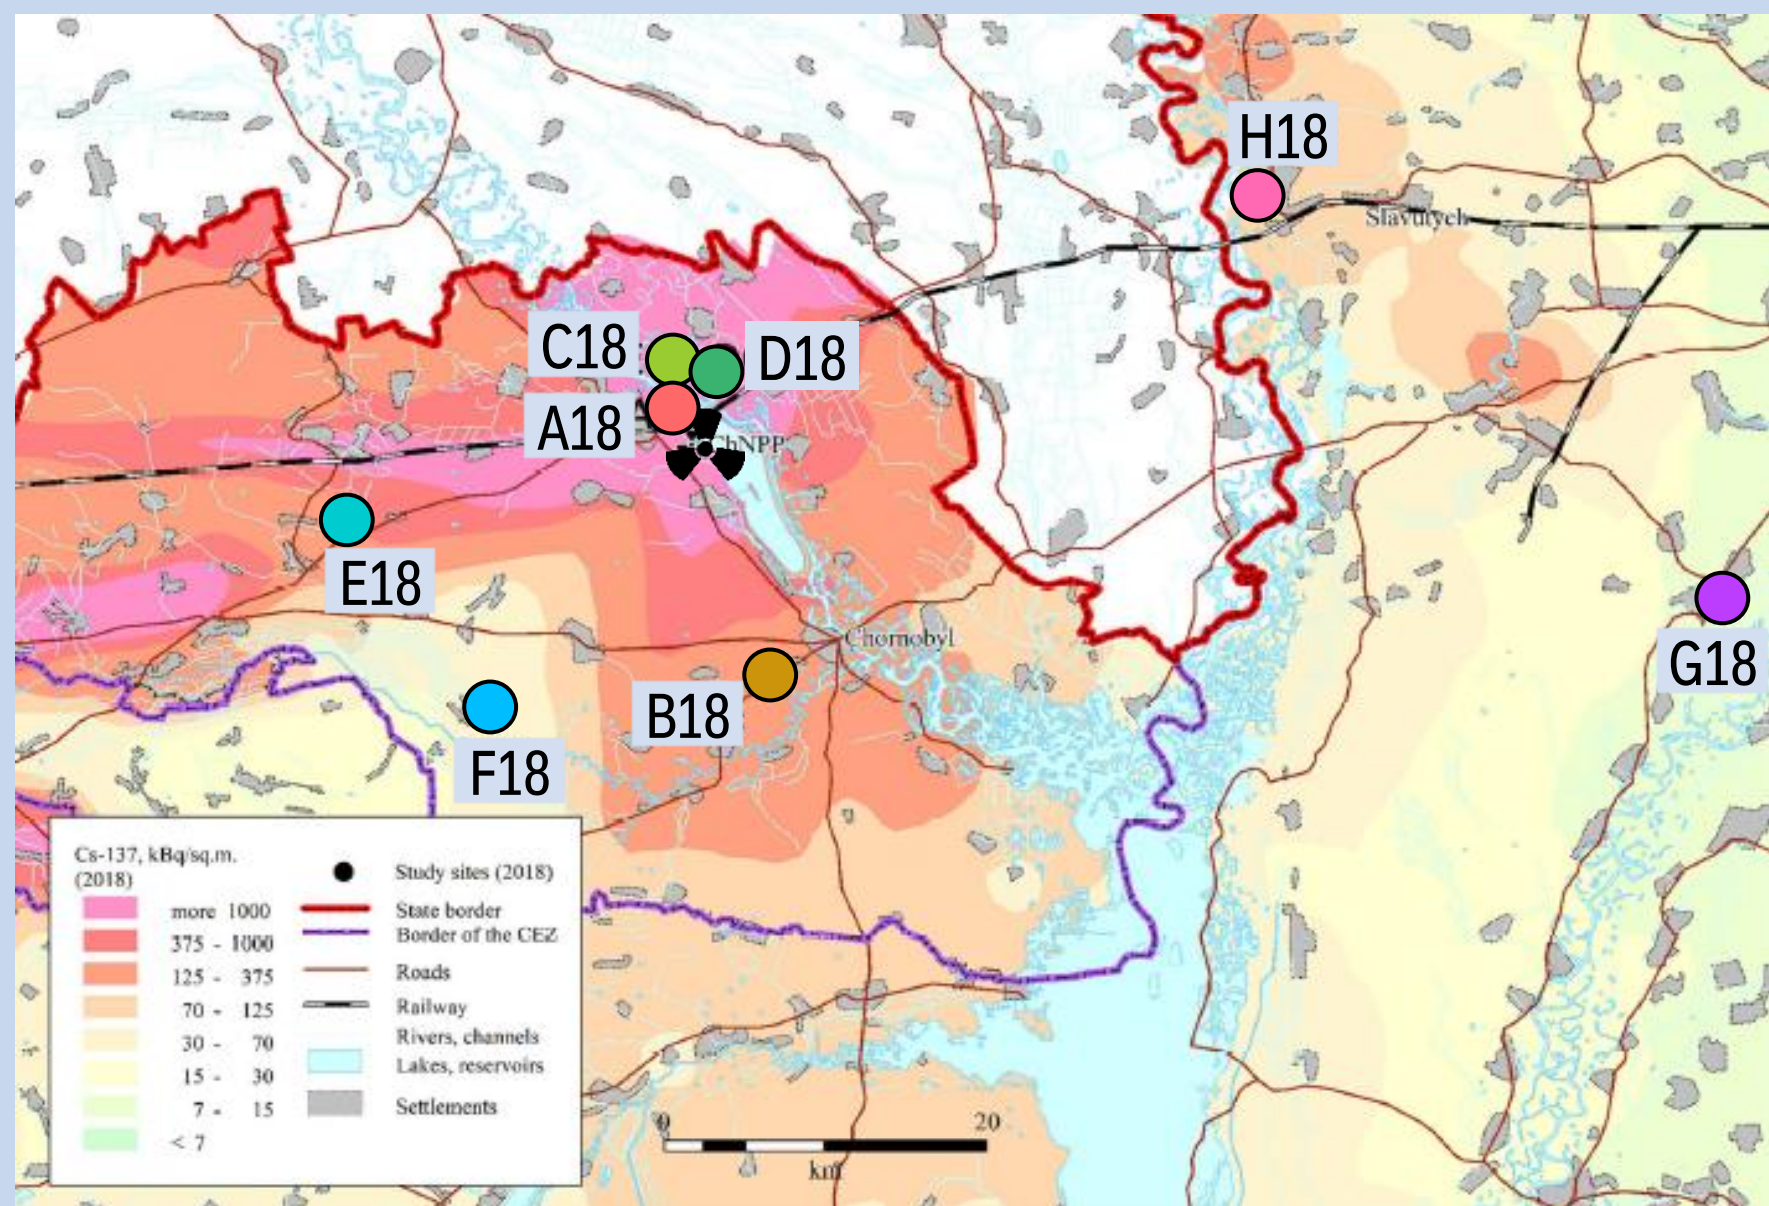 H18
Slavutych
C18
D18
A18
ChNPP
E18
Chornobyl
G18
B18
F18
Cs-137, kBq/sq.m.
(2018)
more 1000
375 - 1000
125 - 375
70 - 125
30 - 70
15 - 30
7 - 15
< 7
Study sites (2018)
State border
Border of the CEZ
Roads
Railway
Rivers, channels
Lakes, reservoirs
Settlements
0 20
km